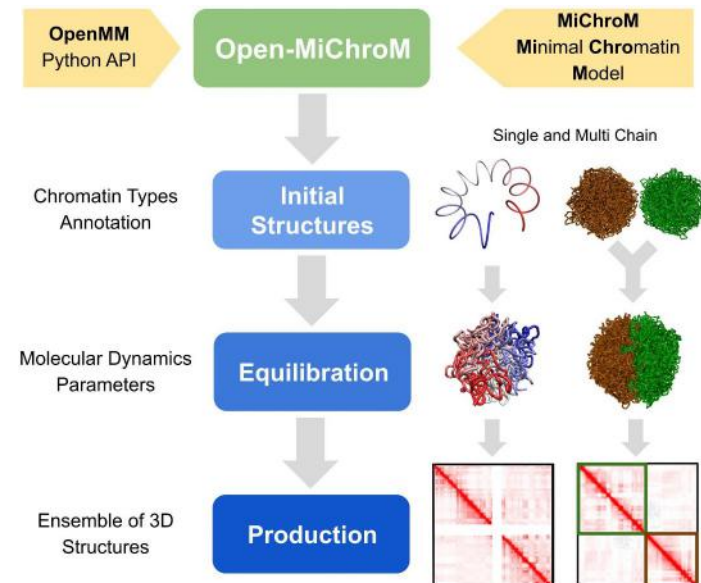 OpenMM
Python API
Open-MiChroM
MiChroM
Minimal Chromatin
Model
Single and Multi Chain
Chromatin Types
Annotation
Initial
Structures
Molecular Dynamics
Parameters
Equilibration
Ensemble of 3D
Structures
Production